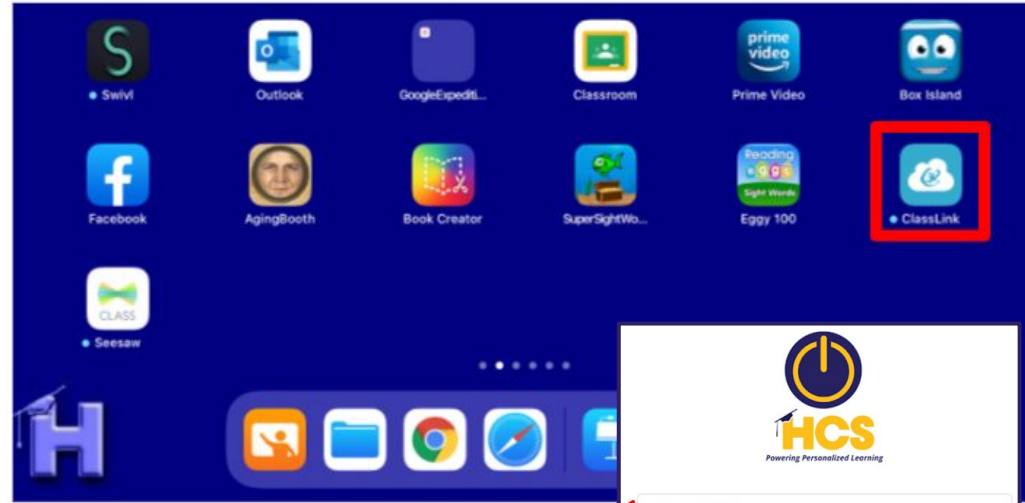 Swivl
Outlook
GoogleExpediti...
Classroom
prime
video
Prime Video
Box Island
Facebook
AgingBooth
Book Creator
SuperSightWo...
Reading
eggs
Sight Words
Eggy 100
ClassLink
CLASS
Seesaw
H
HCS
Powering Personalized Learning